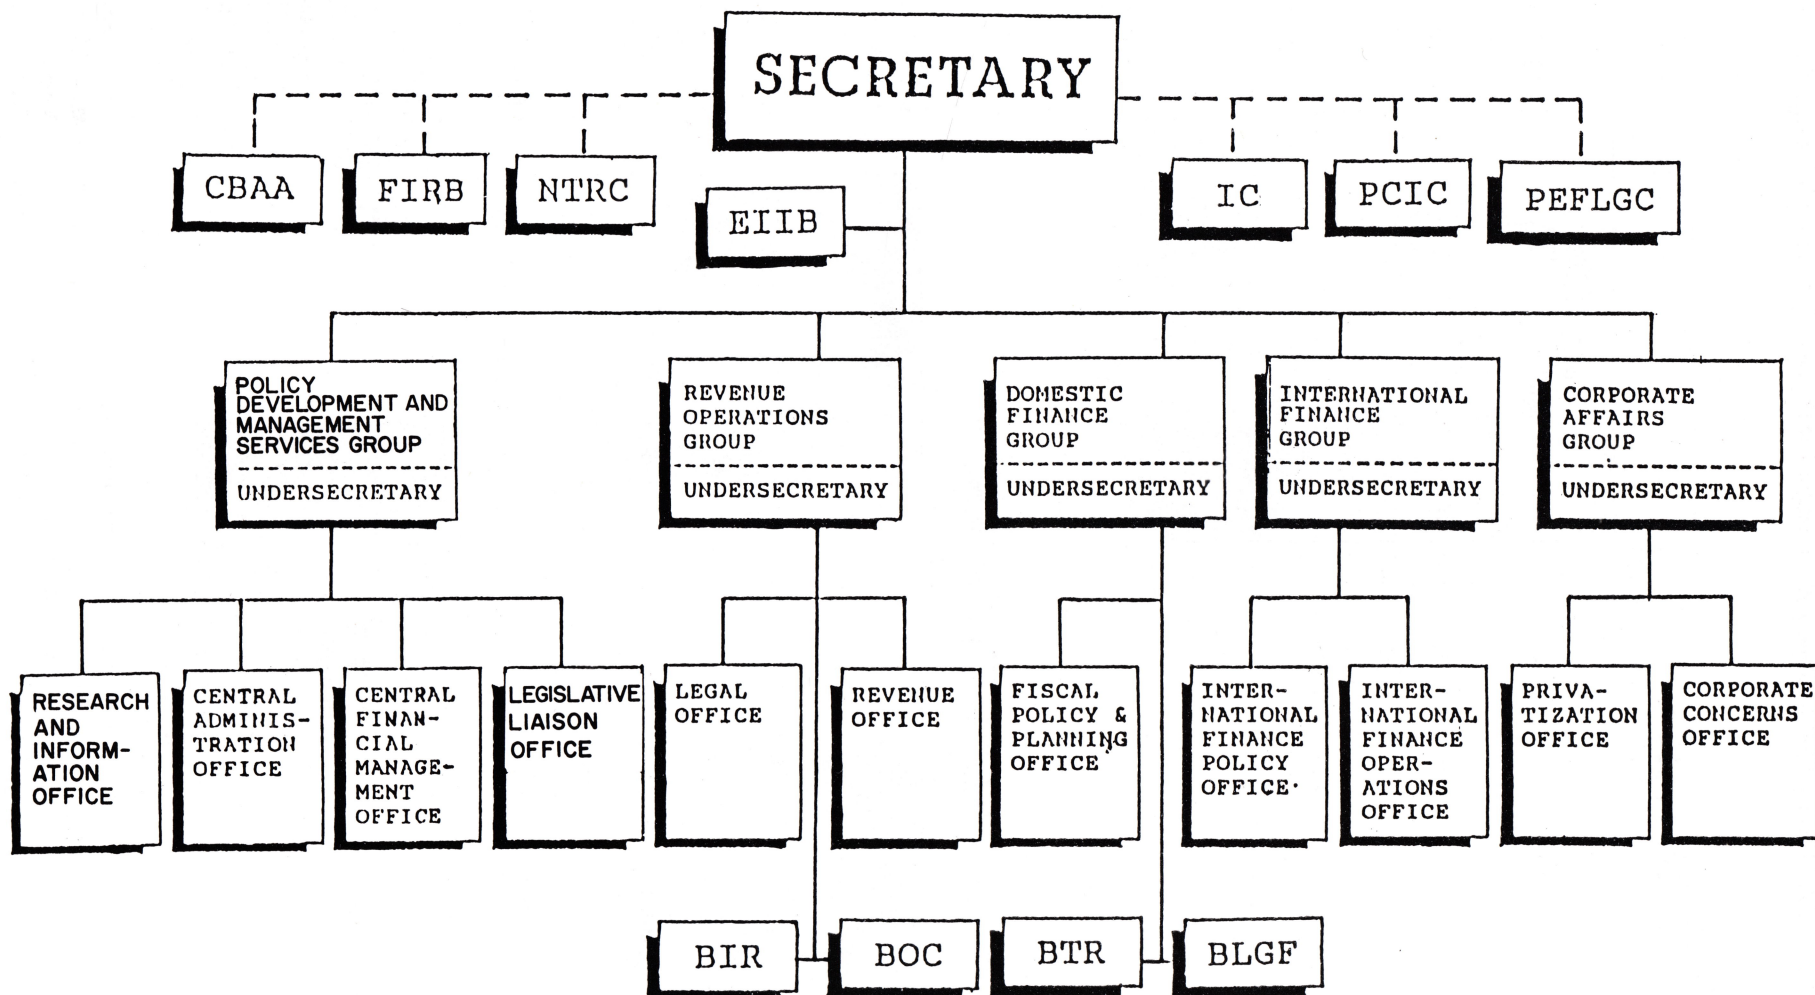 SECRETARY
CBAA
FIRB
NTRC
EIIB
IC
PCIC
PEFLGC
POLICY
DEVELOPMENT AND
MANAGEMENT
SERVICES GROUP
UNDERSECRETARY
REVENUE
OPERATIONS
GROUP
UNDERSECRETARY
DOMESTIC
FINANCE
GROUP
UNDERSECRETARY
INTERNATIONAL
FINANCE
GROUP
UNDERSECRETARY
CORPORATE
AFFAIRS
GROUP
UNDERSECRETARY
RESEARCH
AND
INFORM-
ATION
OFFICE
CENTRAL
ADMINIS-
TRATION
OFFICE
CENTRAL
FINAN-
CIAL
MANAGE-
MENT
OFFICE
LEGISLATIVE
LIAISON
OFFICE
LEGAL
OFFICE
REVENUE
OFFICE
FISCAL
POLICY &
PLANNING
OFFICE
INTER-
NATIONAL
FINANCE
POLICY
OFFICE
INTER-
NATIONAL
FINANCE
OPER-
ATIONS
OFFICE
PRIVA-
TIZATION
OFFICE
CORPORATE
CONCERNS
OFFICE
BIR
BOC
BTR
BLGF